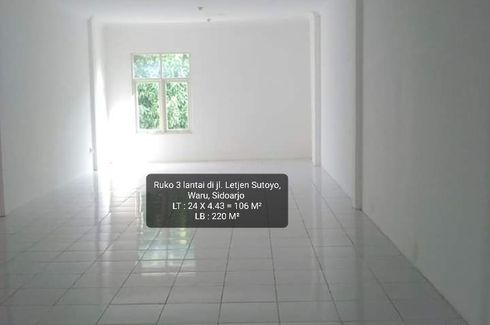 Ruko 3 lantai di jl. Letjen Sutoyo,
Waru, Sidoarjo
LT : 24 X 4.43 = 106 M²
LB : 220 M²